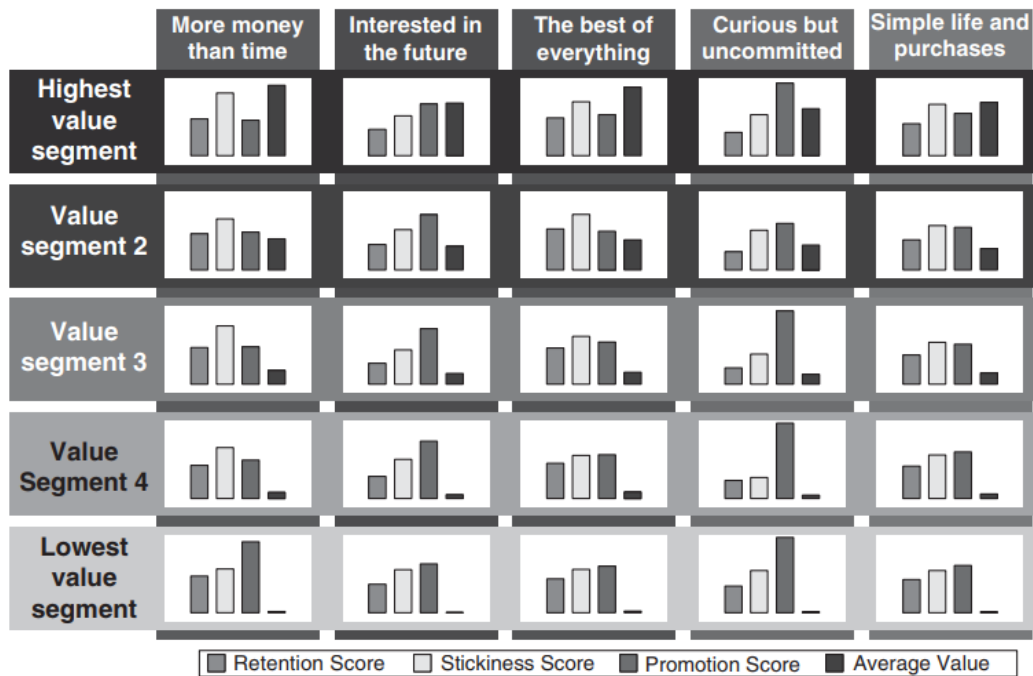 More money
than time
Interested in
the future
The best of
everything
Curious but
uncommitted
Simple life and
purchases
Highest
value
segment
Value
segment 2
Value
segment 3
Value
Segment 4
Lowest
value
segment
Retention Score
Stickiness Score
Promotion Score
Average Value